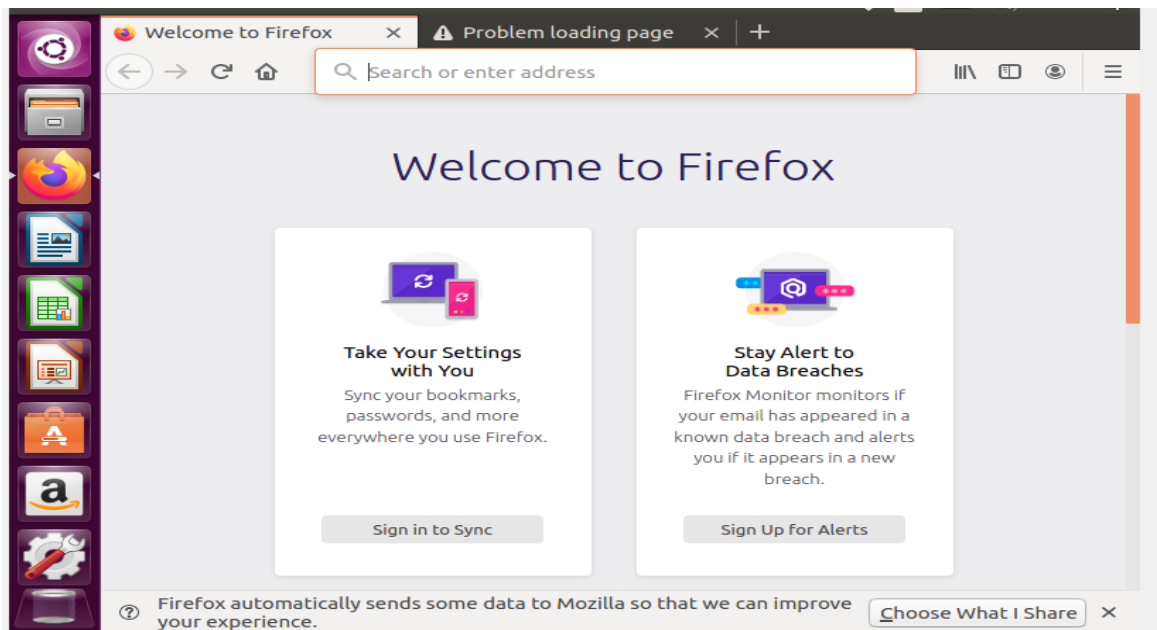 Welcome to Firefox
Problem loading page
Search or enter address
Welcome to Firefox
Take Your Settings
with You
Sync your bookmarks,
passwords, and more
everywhere you use Firefox.
Sign in to Sync
Stay Alert to
Data Breaches
Firefox Monitor monitors if
your email has appeared in a
known data breach and alerts
you if it appears in a new
breach.
Sign Up for Alerts
Firefox automatically sends some data to Mozilla so that we can improve
your experience.
Choose What I Share